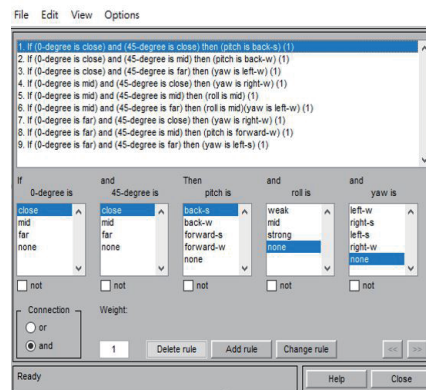 File Edit View Options
1. If (0-degree is close) and (45-degree is close) then (pitch is back-s) (1)
2. If (0-degree is close) and (45-degree is mid) then (pitch is back-w) (1)
3. If (0-degree is close) and (45-degree is far) then (yaw is left-w) (1)
4. If (0-degree is mid) and (45-degree is close) then (yaw is right-w) (1)
5. If (0-degree is mid) and (45-degree is mid) then (roll is mid) (1)
6. If (0-degree is mid) and (45-degree is far) then (roll is mid)(yaw is left-w) (1)
7. If (0-degree is far) and (45-degree is close) then (yaw is right-w) (1)
8. If (0-degree is far) and (45-degree is mid) then (pitch is forward-w) (1)
9. If (0-degree is far) and (45-degree is far) then (yaw is left-s) (1)
If and Then and and
0-degree is 45-degree is pitch is roll is yaw is
close close back-s weak left-w
mid mid back-w mid right-s
far far forward-s strong left-s
none none forward-w none right-w
none none
not not not not not
Connection Weight:
or
and 1 Delete rule Add rule Change rule << >>
Ready Help Close